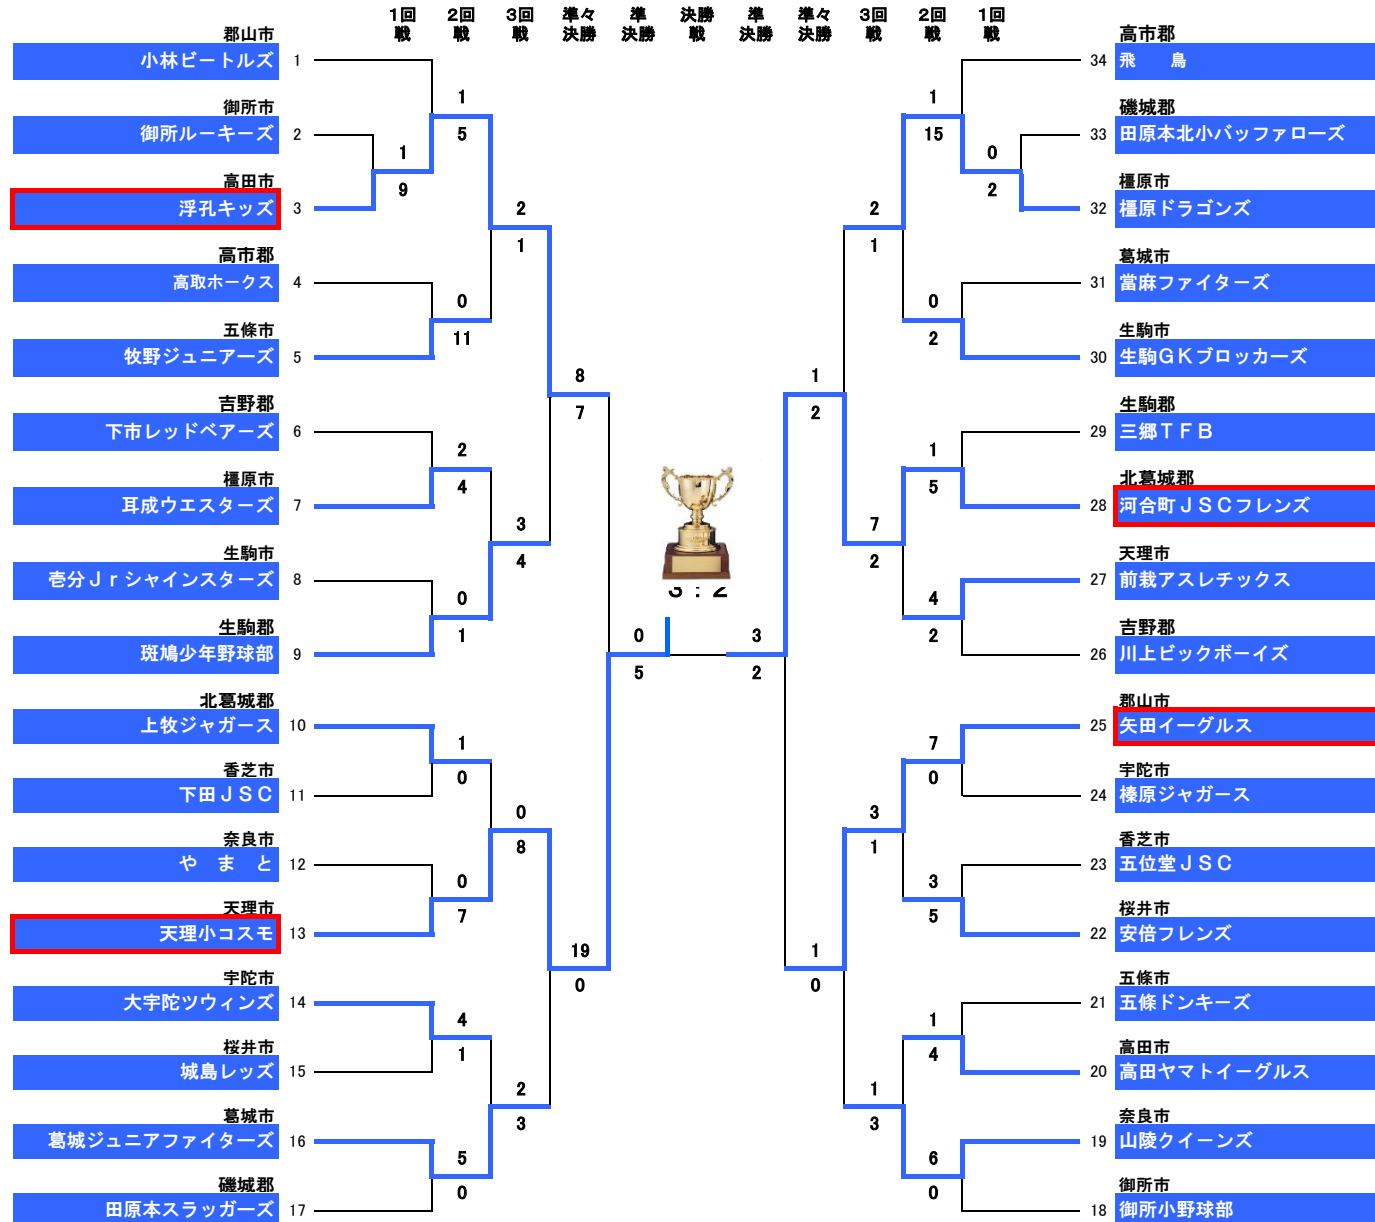 1回戦
2回戦
3回戦
準々決勝
準決勝
決勝戦
準決勝
準々決勝
3回戦
2回戦
1回戦
郡山市
小林ビートルズ 1
御所市
御所ルーキーズ 2
高田市
浮孔キッズ 3
高市郡
高取ホークス 4
五條市
牧野ジュニアーズ 5
吉野郡
下市レッドベアーズ 6
橿原市
耳成ウエスターズ 7
生駒市
壱分Ｊｒシャインスターズ 8
生駒郡
斑鳩少年野球部 9
北葛城郡
上牧ジャガース 10
香芝市
下田ＪＳＣ 11
奈良市
や ま と 12
天理市
天理小コスモ 13
宇陀市
大宇陀ツウィンズ 14
桜井市
城島レッズ 15
葛城市
葛城ジュニアファイターズ 16
磯城郡
田原本スラッガーズ 17
1
9
1
5
0
11
2
4
0
1
1
0
0
7
4
1
5
0
2
1
3
4
0
8
2
3
8
7
19
0
0
5
3 : 2
3
2
1
2
1
0
2
1
7
2
3
1
1
3
1
15
0
2
1
5
4
2
7
0
3
5
1
4
6
0
0
2
高市郡
34 飛 鳥
磯城郡
33 田原本北小バッファローズ
橿原市
32 橿原ドラゴンズ
葛城市
31 當麻ファイターズ
生駒市
30 生駒ＧＫブロッカーズ
生駒郡
29 三郷ＴＦＢ
北葛城郡
28 河合町ＪＳＣフレンズ
天理市
27 前栽アスレチックス
吉野郡
26 川上ビックボーイズ
郡山市
25 矢田イーグルス
宇陀市
24 榛原ジャガース
香芝市
23 五位堂ＪＳＣ
桜井市
22 安倍フレンズ
五條市
21 五條ドンキーズ
高田市
20 高田ヤマトイーグルス
奈良市
19 山陵クイーンズ
御所市
18 御所小野球部